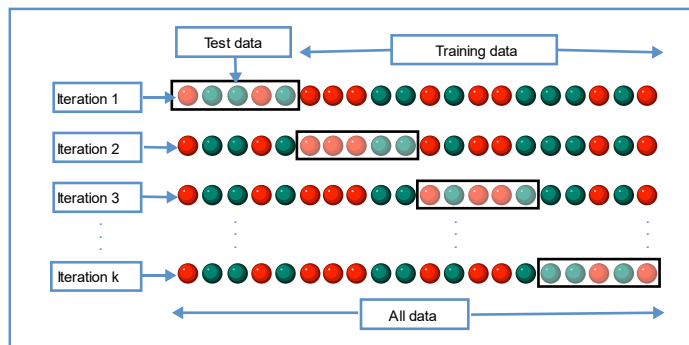 Test data
Training data
Iteration 1
Iteration 2
Iteration 3
Iteration k
All data